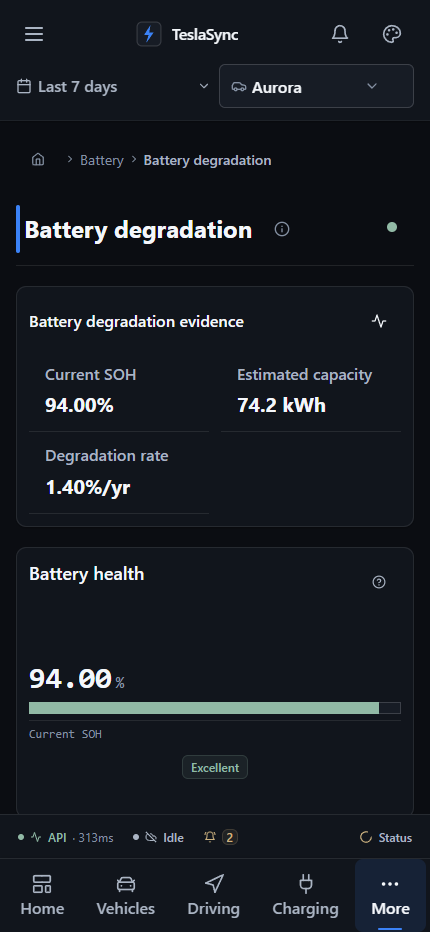 TeslaSync
Last 7 days
Aurora
Battery
Battery degradation
Battery degradation
Battery degradation evidence
Current SOH
Estimated capacity
94.00%
74.2 kWh
Degradation rate
1.40%/yr
Battery health
94.00%
Current SOH
Excellent
API · 313ms
Idle
2
Status
Home
Vehicles
Driving
Charging
More